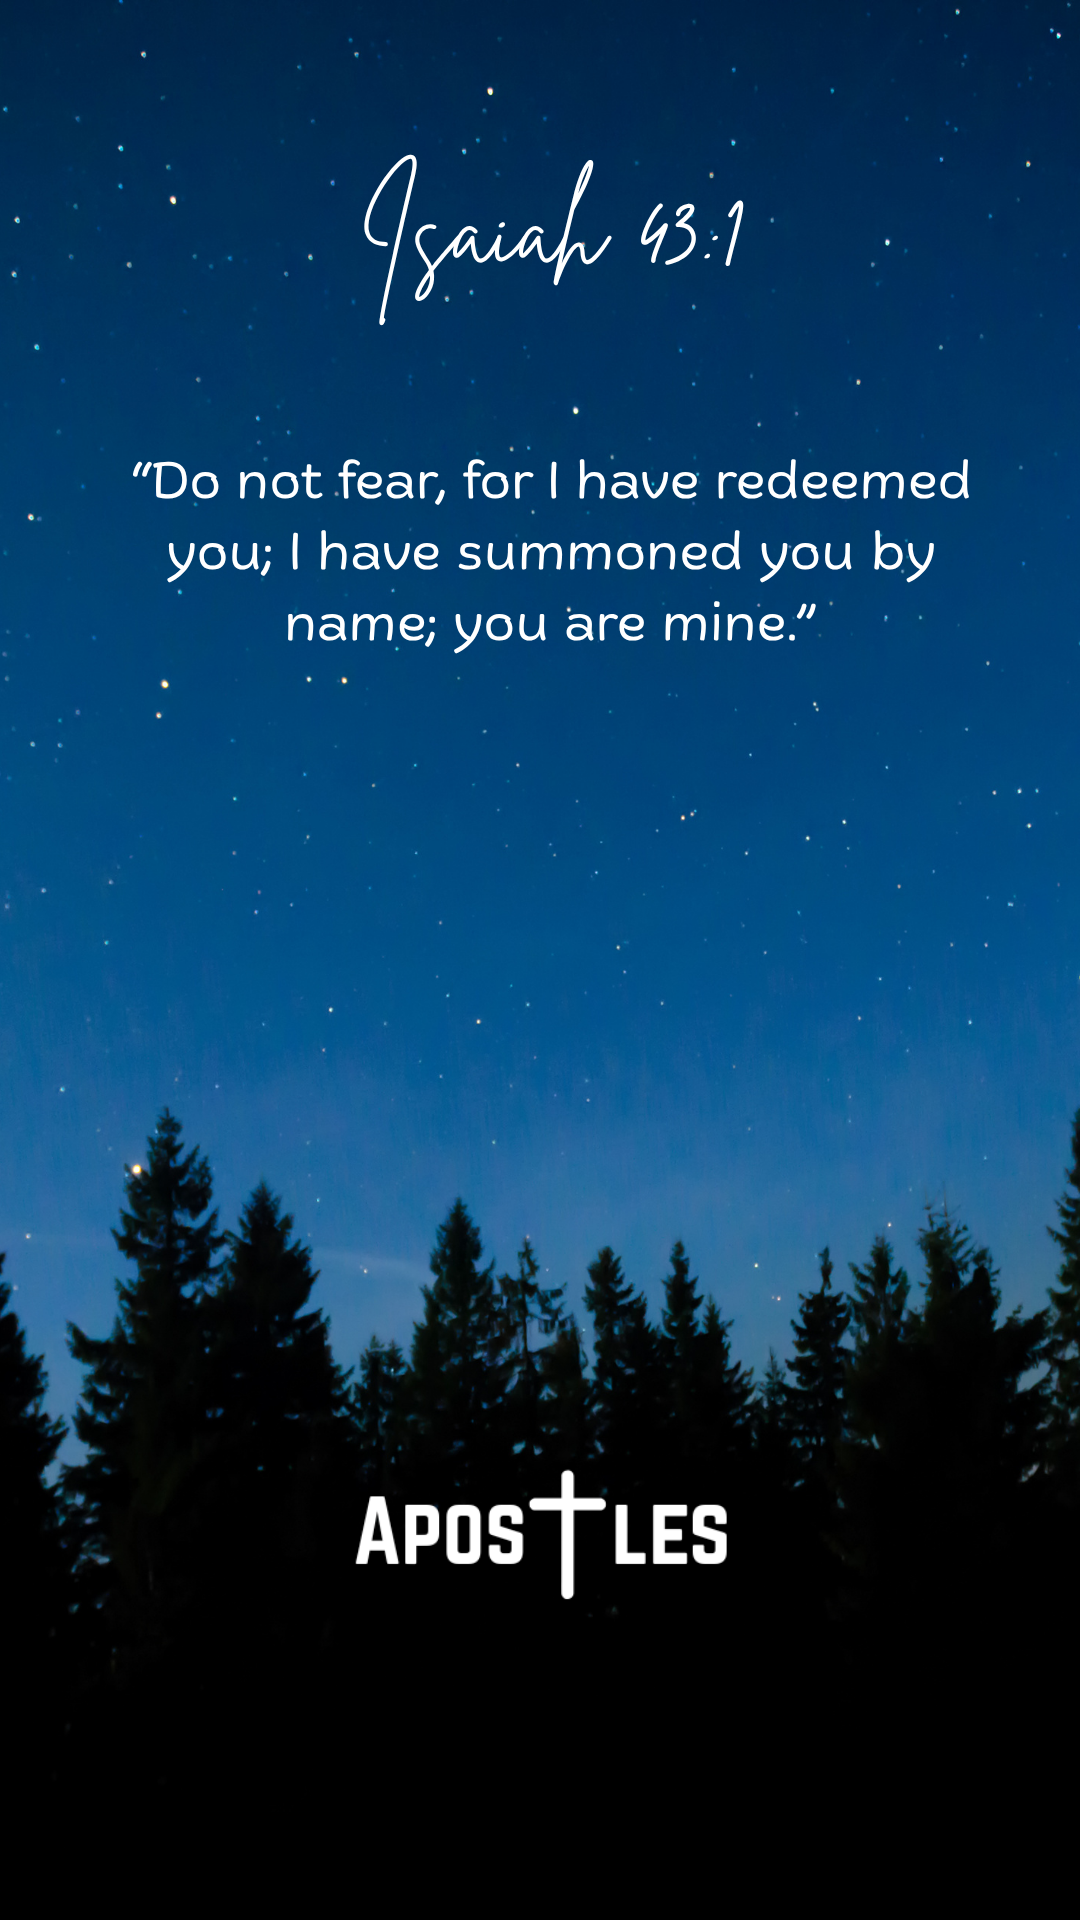 Isaiah 43:1
“Do not fear, for I have redeemed
you; I have summoned you by
name; you are mine.”
APOSTLES